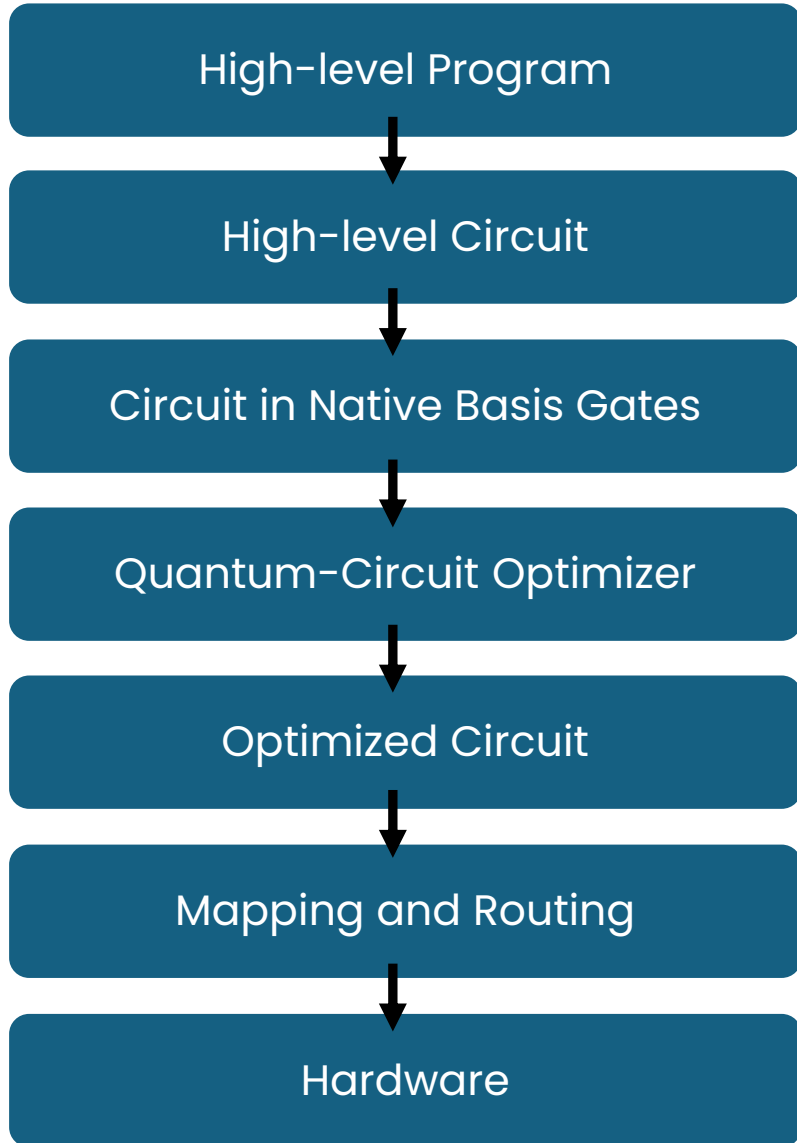 High-level Program
High-level Circuit
Circuit in Native Basis Gates
Quantum-Circuit Optimizer
Optimized Circuit
Mapping and Routing
Hardware